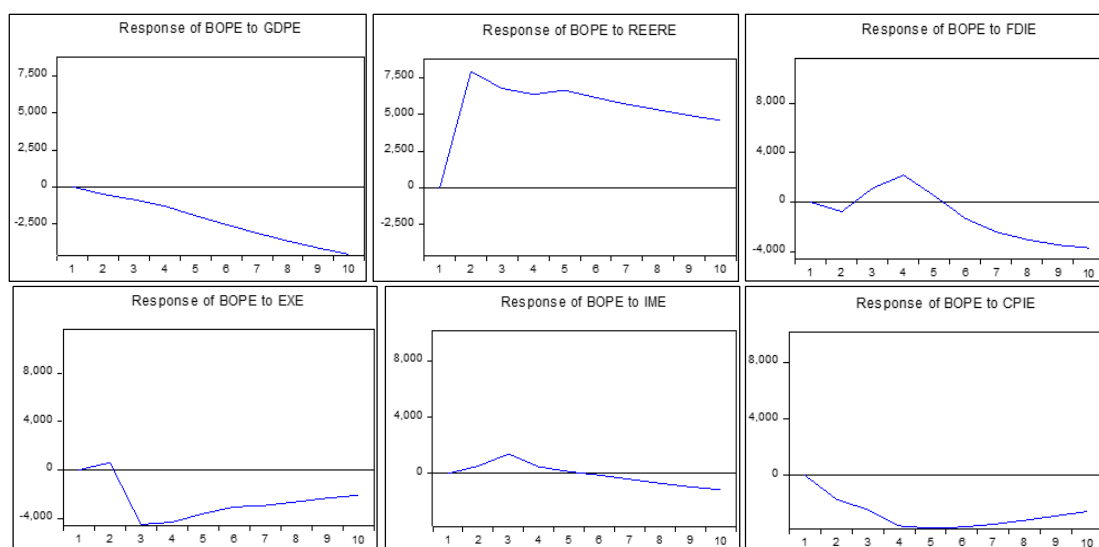 Response of BOPE to GDPE
7,500
5,000
2,500
0
-2,500
1 2 3 4 5 6 7 8 9 10
Response of BOPE to REERE
7,500
5,000
2,500
0
-2,500
1 2 3 4 5 6 7 8 9 10
Response of BOPE to FDIE
8,000
4,000
0
-4,000
1 2 3 4 5 6 7 8 9 10
Response of BOPE to EXE
8,000
4,000
0
-4,000
1 2 3 4 5 6 7 8 9 10
Response of BOPE to IME
8,000
4,000
0
1 2 3 4 5 6 7 8 9 10
Response of BOPE to CPIE
8,000
4,000
0
1 2 3 4 5 6 7 8 9 10